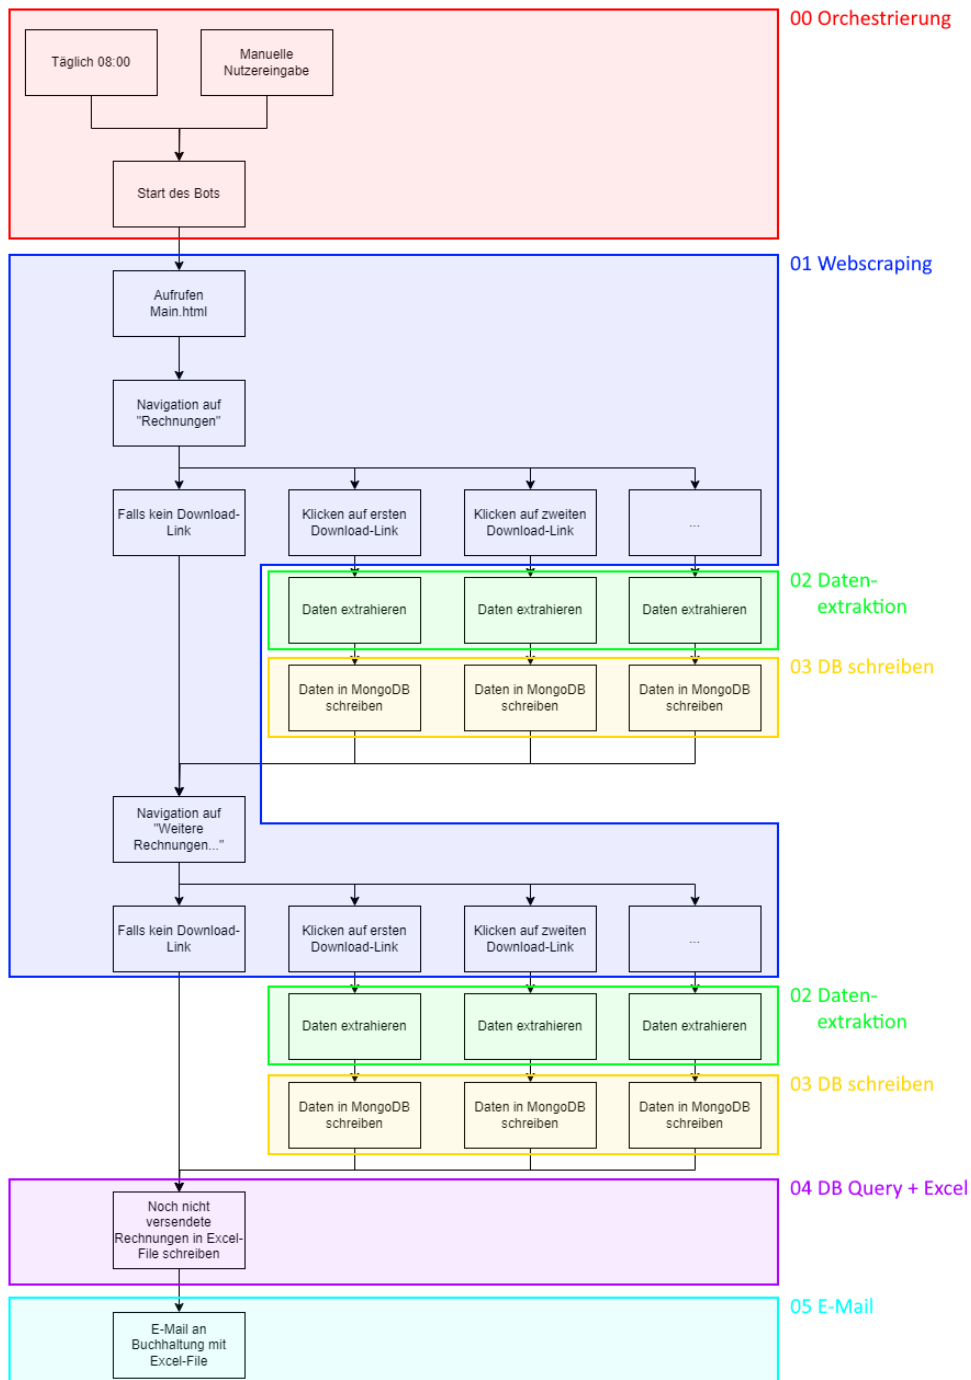 00 Orchestrierung
Täglich 08:00
Manuelle
Nutzereingabe
Start des Bots
01 Webscraping
Aufrufen
Main.html
Navigation auf
"Rechnungen"
Falls kein Download-
Link
Klicken auf ersten
Download-Link
Klicken auf zweiten
Download-Link
...
02 Daten-
extraktion
Daten extrahieren
Daten extrahieren
Daten extrahieren
03 DB schreiben
Daten in MongoDB
schreiben
Daten in MongoDB
schreiben
Daten in MongoDB
schreiben
Navigation auf
"Weitere
Rechnungen..."
Falls kein Download-
Link
Klicken auf ersten
Download-Link
Klicken auf zweiten
Download-Link
...
02 Daten-
extraktion
Daten extrahieren
Daten extrahieren
Daten extrahieren
03 DB schreiben
Daten in MongoDB
schreiben
Daten in MongoDB
schreiben
Daten in MongoDB
schreiben
04 DB Query + Excel
Noch nicht
versendete
Rechnungen in Excel-
File schreiben
05 E-Mail
E-Mail an
Buchhaltung mit
Excel-File